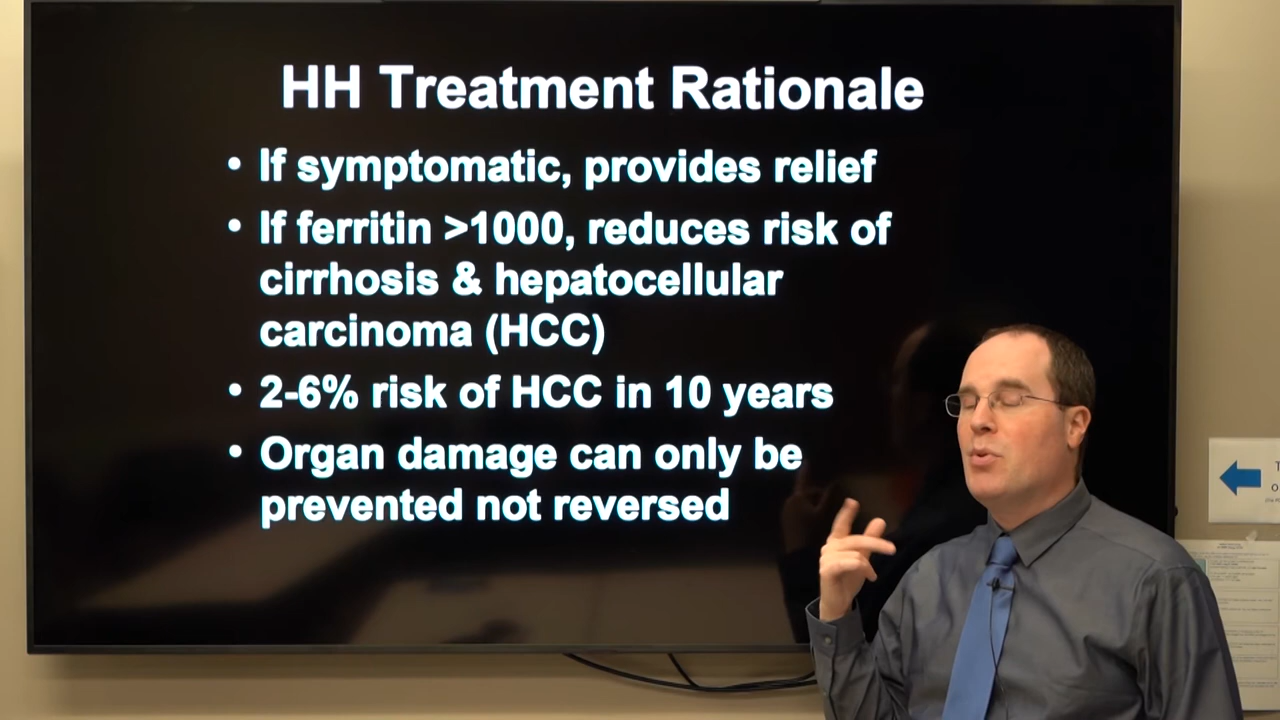 HH Treatment Rationale
• If symptomatic, provides relief
• If ferritin >1000, reduces risk of
cirrhosis & hepatocellular
carcinoma (HCC)
• 2-6% risk of HCC in 10 years
• Organ damage can only be
prevented not reversed